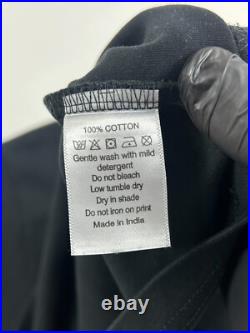 100% COTTON
Gentle wash with mild
detergent
Do not bleach
Low tumble dry
Dry in shade
Do not iron on print
Made in India